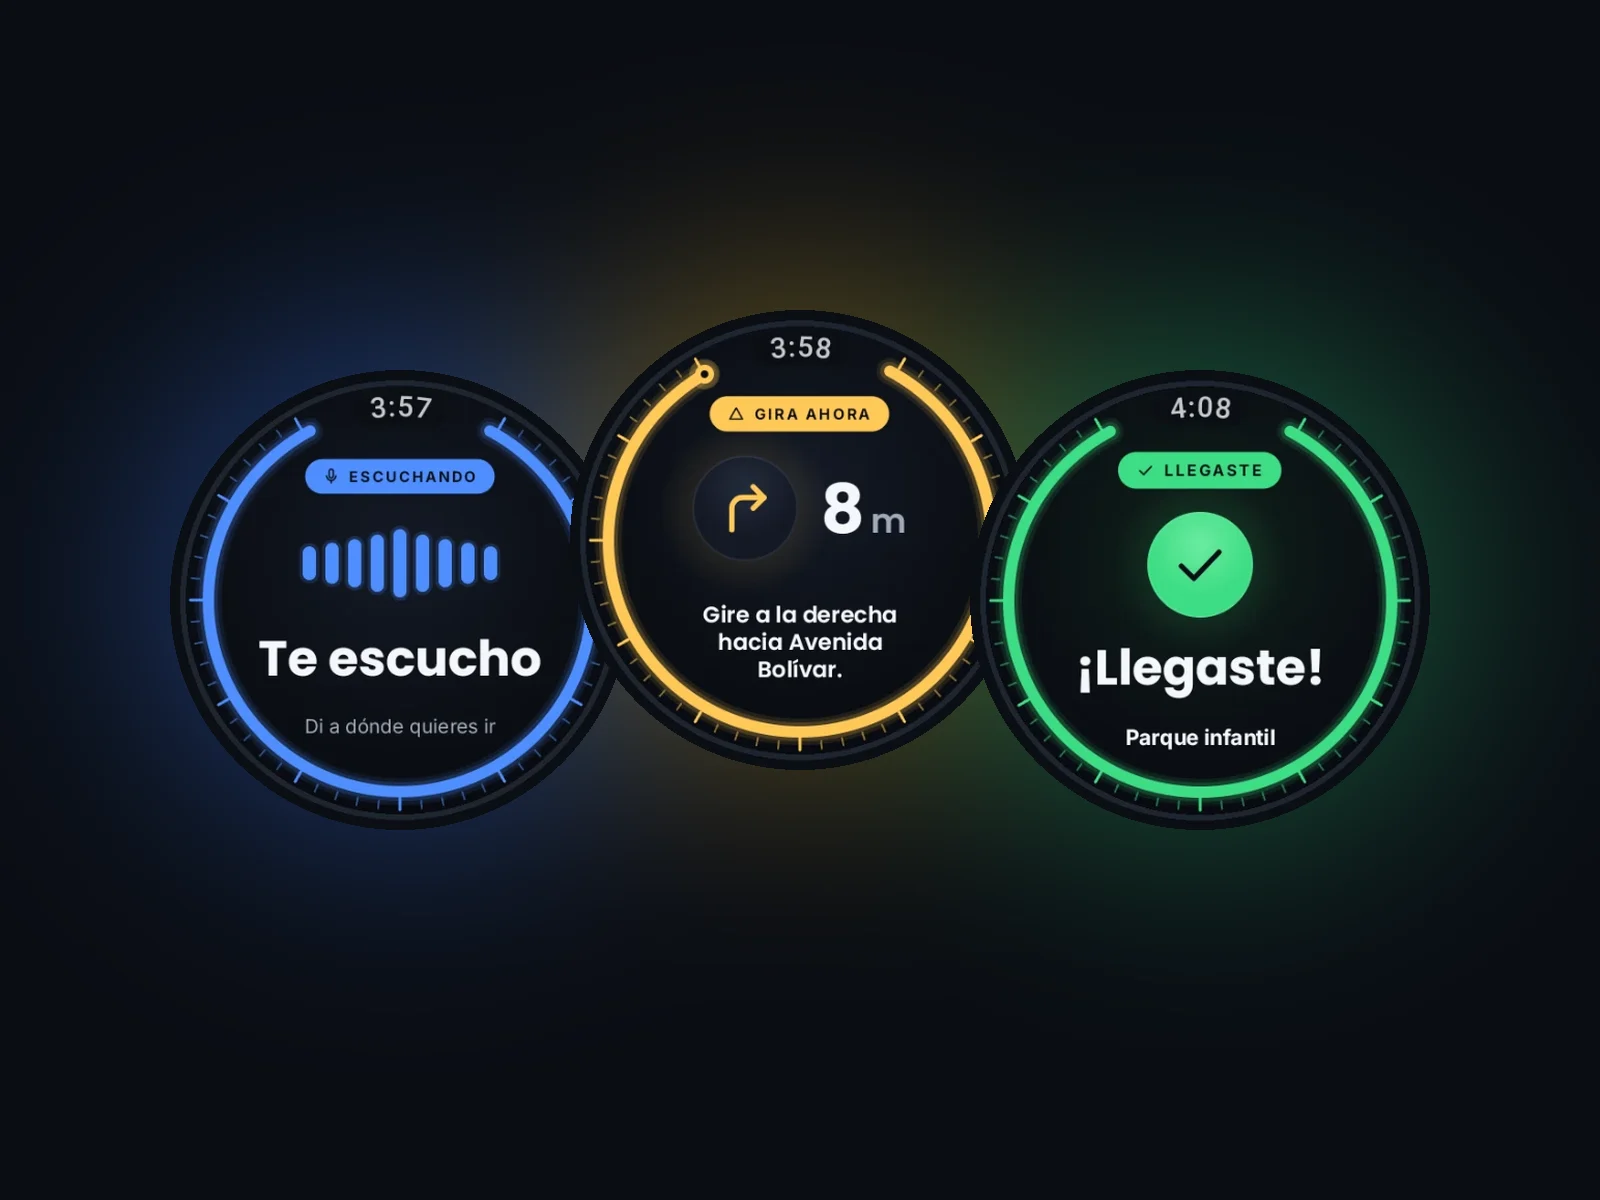 3:57
ESCUCHANDO
Te escucho
Di a dónde quieres ir
3:58
GIRA AHORA
8 m
Gire a la derecha
hacia Avenida
Bolívar.
4:08
LLEGASTE
¡Llegaste!
Parque infantil